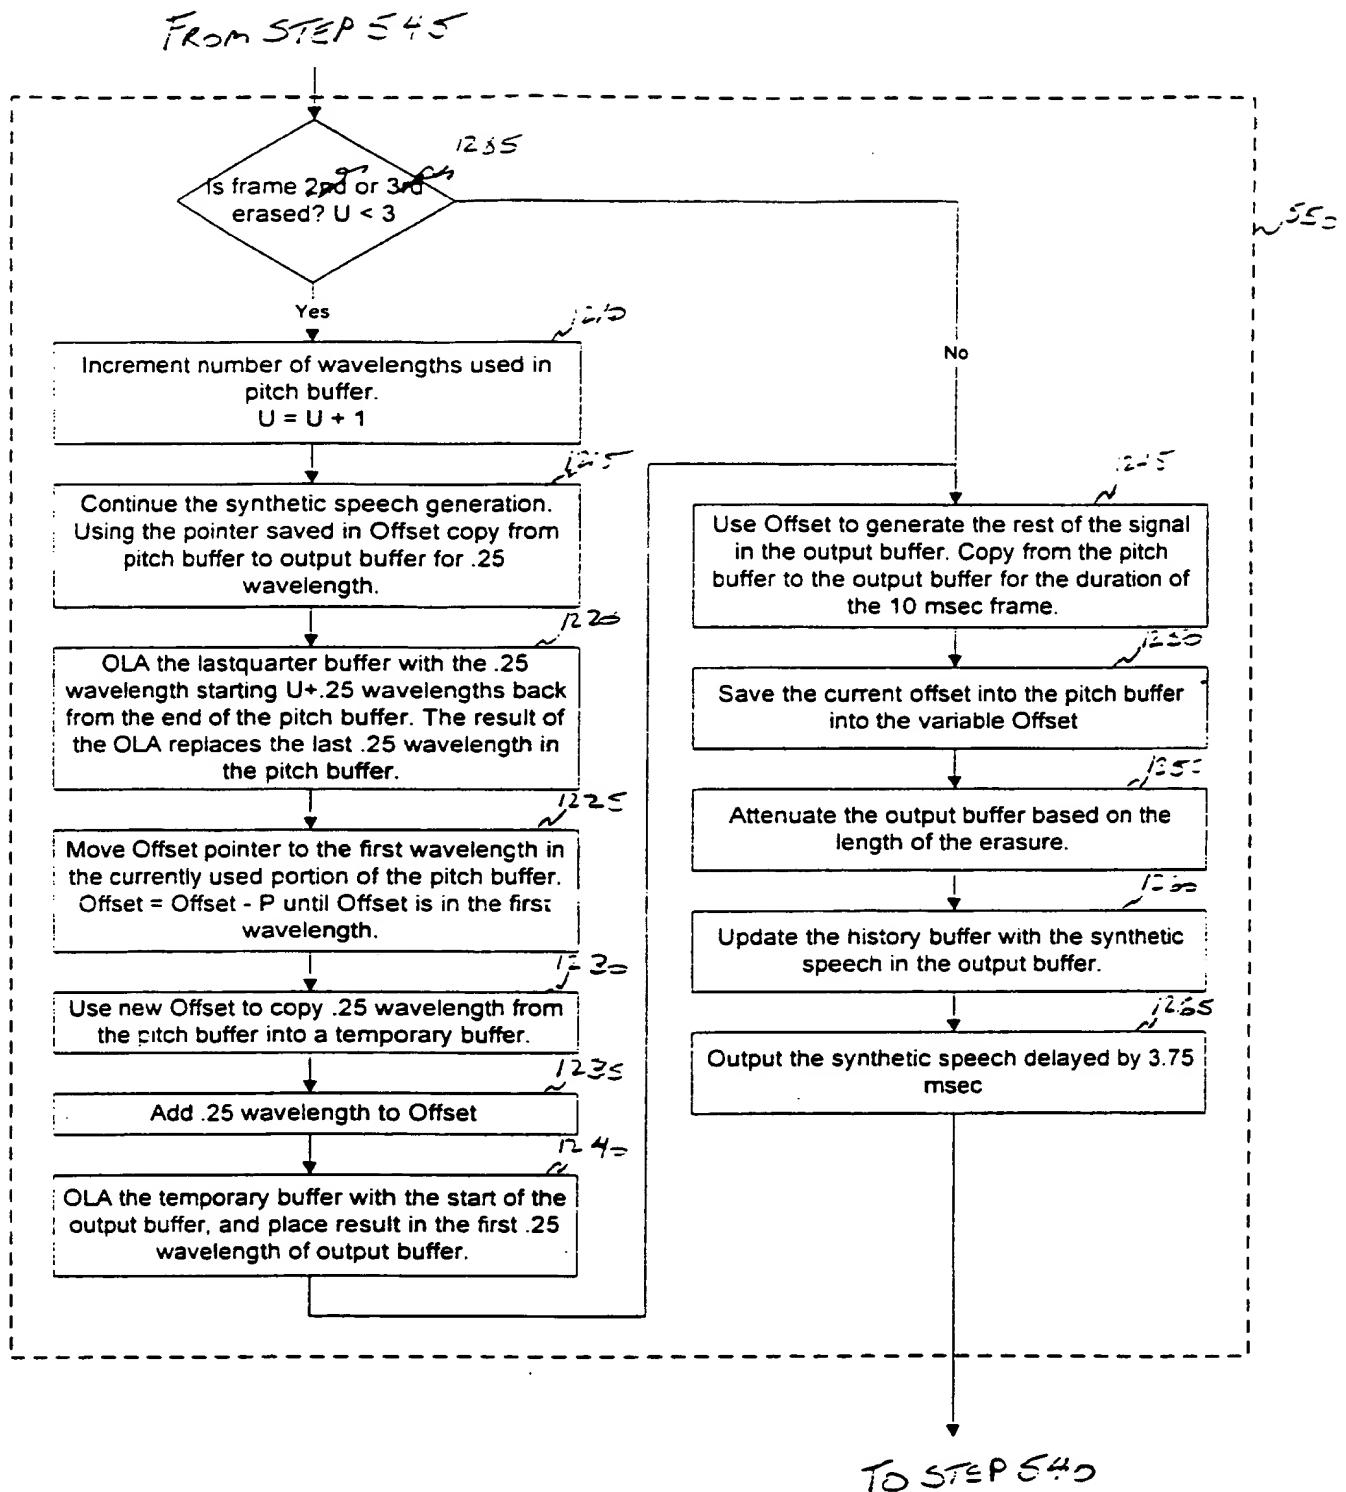 FROM STEP 545
1235
Is frame 2nd or 3rd
erased? U < 3
550
Yes
No
1210
Increment number of wavelengths used in
pitch buffer.
U = U + 1
1215
Continue the synthetic speech generation.
Using the pointer saved in Offset copy from
pitch buffer to output buffer for .25
wavelength.
1220
OLA the lastquarter buffer with the .25
wavelength starting U+.25 wavelengths back
from the end of the pitch buffer. The result of
the OLA replaces the last .25 wavelength in
the pitch buffer.
1225
Move Offset pointer to the first wavelength in
the currently used portion of the pitch buffer.
Offset = Offset - P until Offset is in the first
wavelength.
1230
Use new Offset to copy .25 wavelength from
the pitch buffer into a temporary buffer.
1235
Add .25 wavelength to Offset
1240
OLA the temporary buffer with the start of the
output buffer, and place result in the first .25
wavelength of output buffer.
1245
Use Offset to generate the rest of the signal
in the output buffer. Copy from the pitch
buffer to the output buffer for the duration of
the 10 msec frame.
Save the current offset into the pitch buffer
into the variable Offset
Attenuate the output buffer based on the
length of the erasure.
Update the history buffer with the synthetic
speech in the output buffer.
1265
Output the synthetic speech delayed by 3.75
msec
TO STEP 540